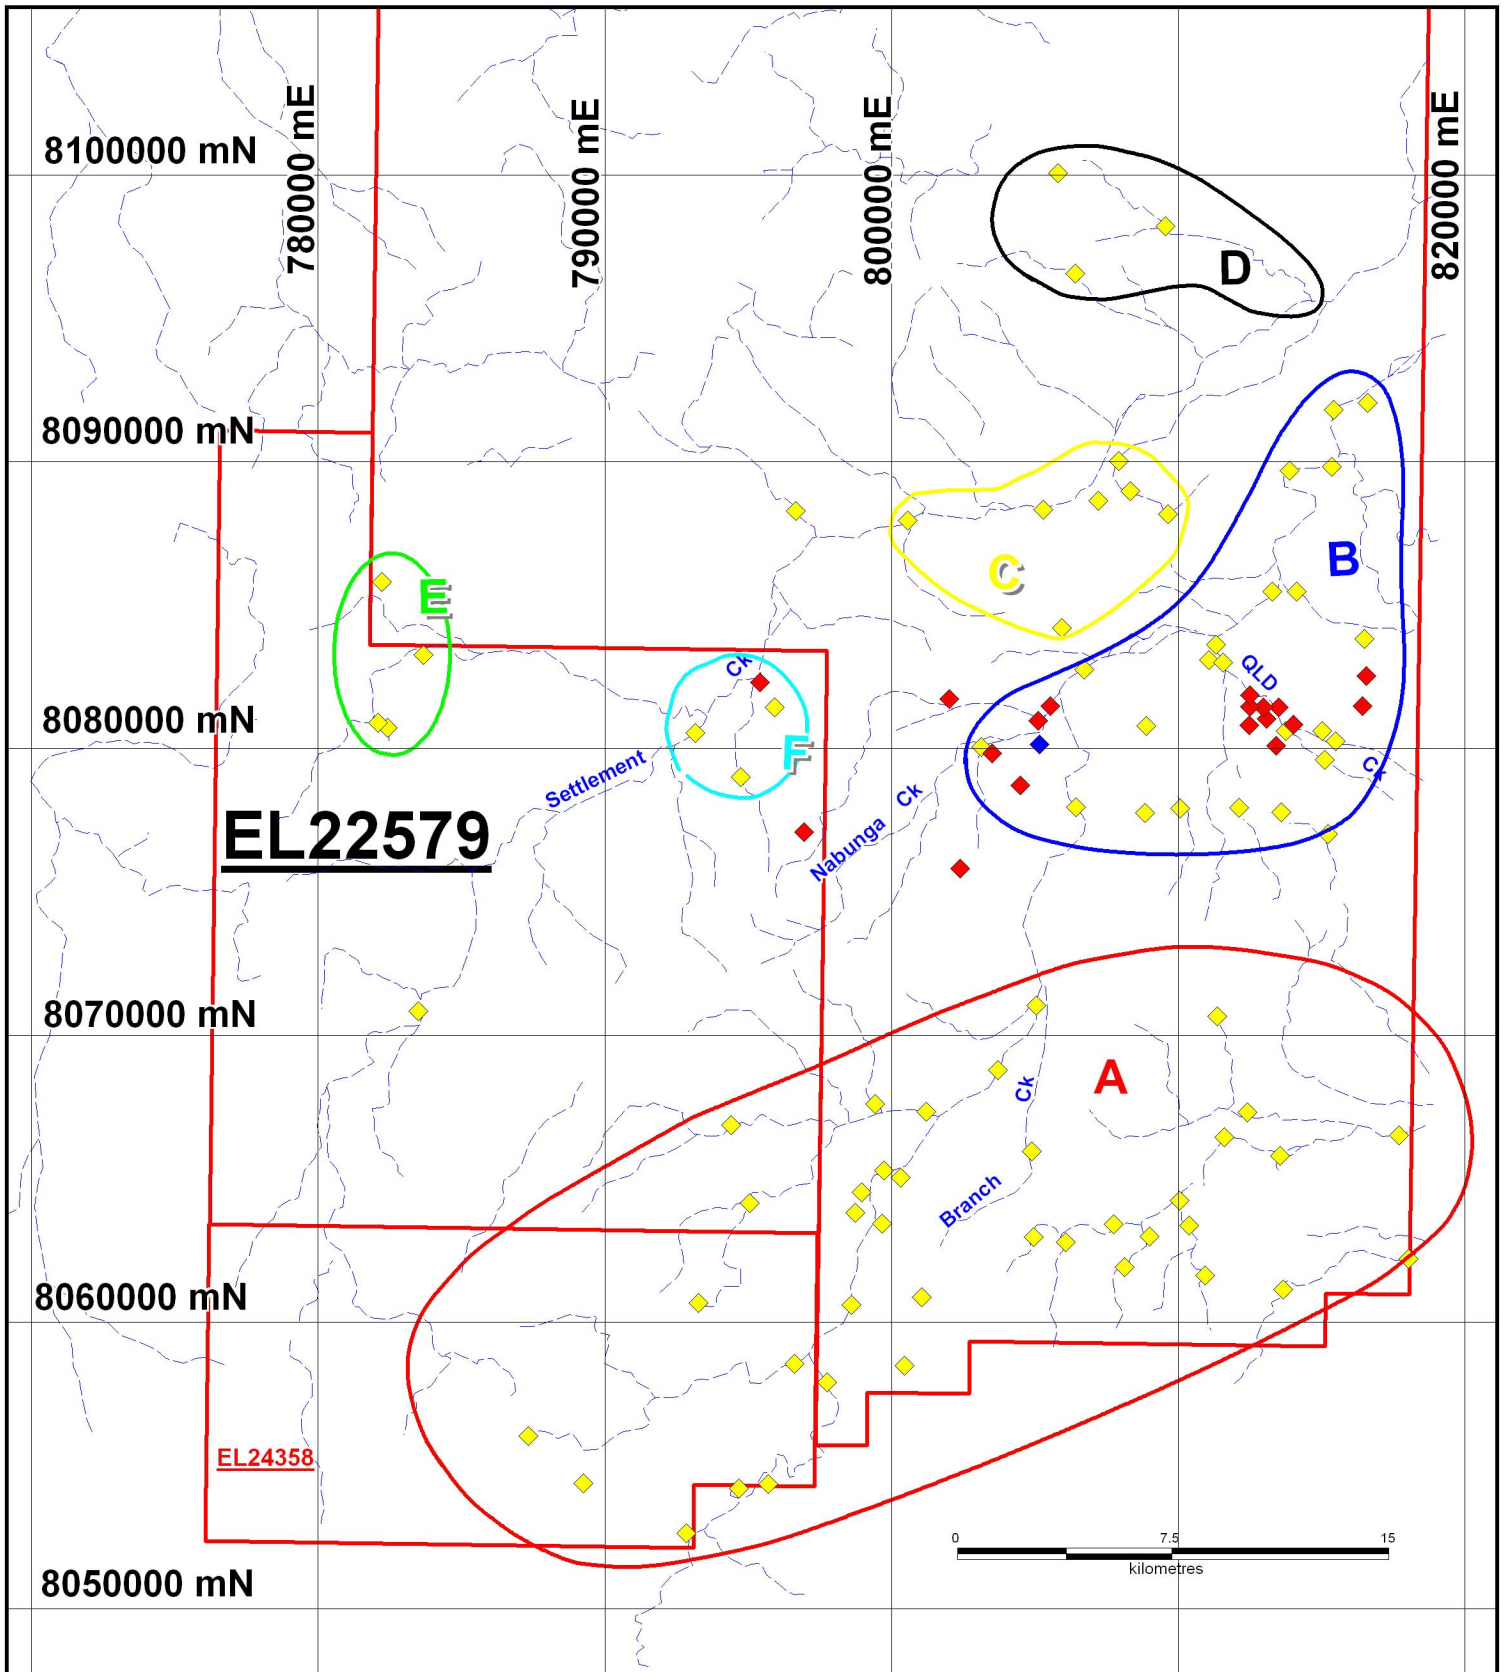 780000 mE
790000 mE
800000 mE
820000 mE
8100000 mN
D
8090000 mN
B
C
E
QLD
Ck
8080000 mN
F
Ck
Settlement
Ck
Nabunga
EL22579
8070000 mN
A
Ck
Branch
8060000 mN
EL24358
0 7.5 15
kilometres
8050000 mN